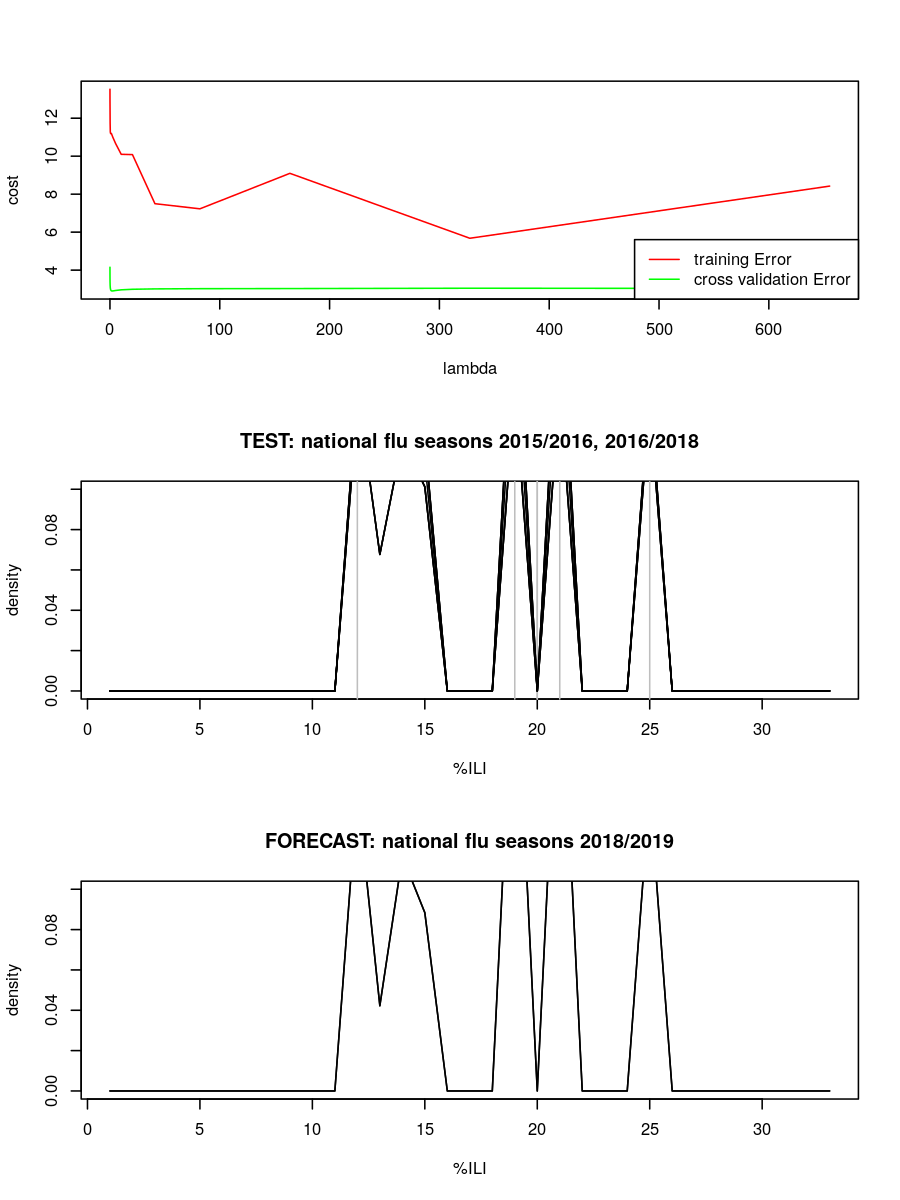 12
10
8
6
4
cost
training Error
cross validation Error
0 100 200 300 400 500 600
lambda
TEST: national flu seasons 2015/2016, 2016/2018
0.08
0.04
0.00
density
0 5 10 15 20 25 30
%ILI
FORECAST: national flu seasons 2018/2019
0.08
0.04
0.00
density
0 5 10 15 20 25 30
%ILI